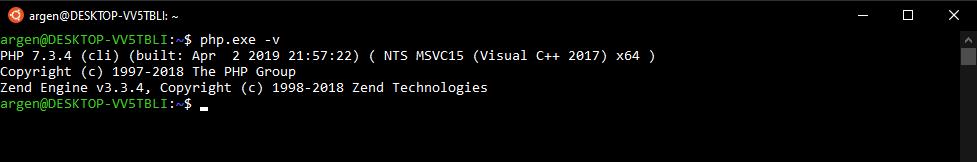 argen@DESKTOP-VV5TBLI: ~
argen@DESKTOP-VV5TBLI:~$ php.exe -v
PHP 7.3.4 (cli) (built: Apr  2 2019 21:57:22) ( NTS MSVC15 (Visual C++ 2017) x64 )
Copyright (c) 1997-2018 The PHP Group
Zend Engine v3.3.4, Copyright (c) 1998-2018 Zend Technologies
argen@DESKTOP-VV5TBLI:~$